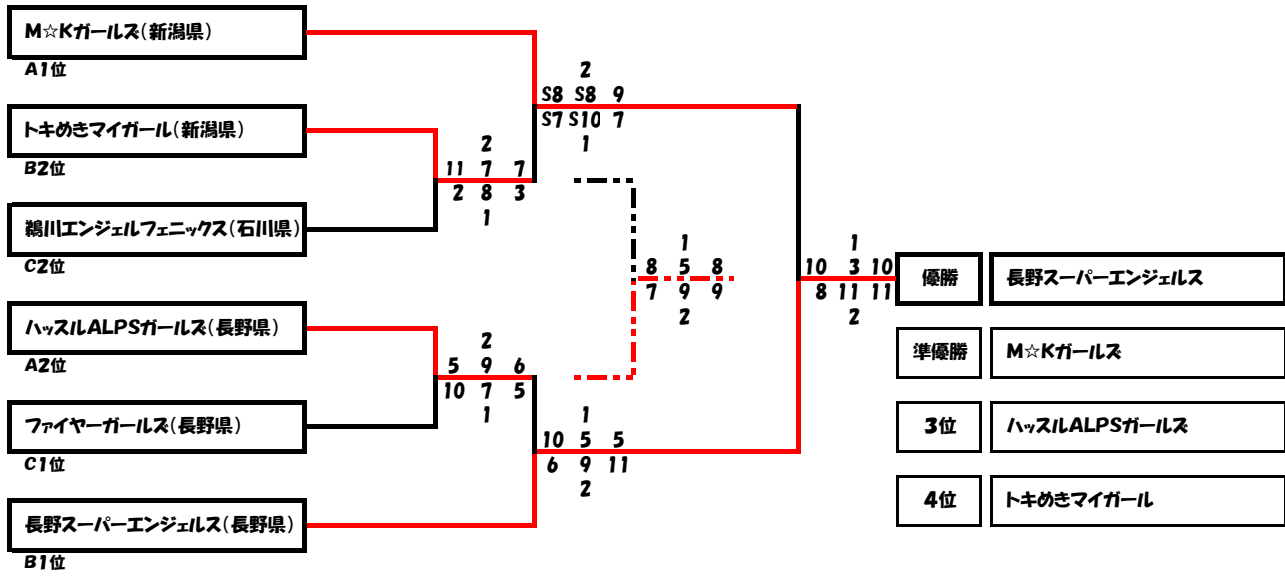 M☆Kガールズ(新潟県)
A1位
トキめきマイガール(新潟県)
B2位
鵜川エンジェルフェニックス(石川県)
C2位
ハッスルALPSガールズ(長野県)
A2位
ファイヤーガールズ(長野県)
C1位
長野スーパーエンジェルス(長野県)
B1位
2
11 7 7
2 8 3
1
2
5 9 6
10 7 5
1
2
S8 S8 9
S7 S10 7
1
1
10 5 5
6 9 11
2
1
8 5 8
7 9 9
2
1
10 3 10
8 11 11
2
優勝 長野スーパーエンジェルス
準優勝 M☆Kガールズ
3位 ハッスルALPSガールズ
4位 トキめきマイガール